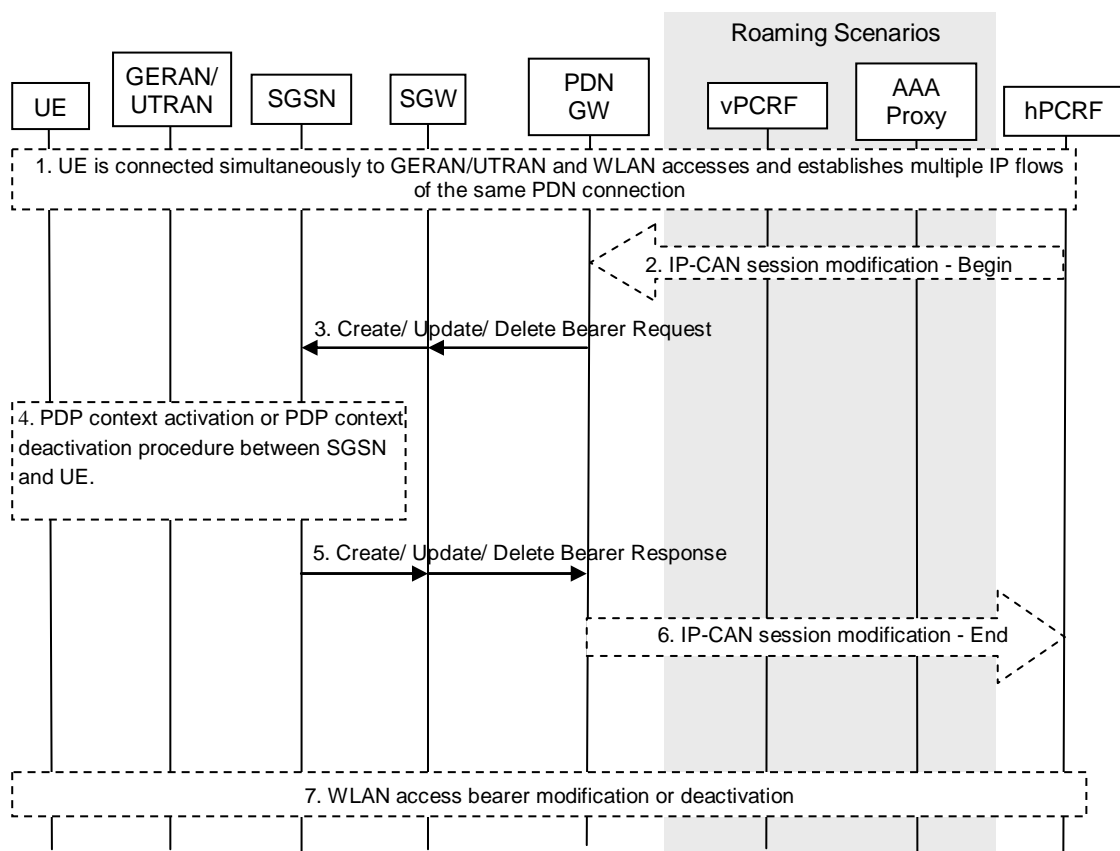 Roaming Scenarios
UE
GERAN/
UTRAN
SGSN
SGW
PDN
GW
vPCRF
AAA
Proxy
hPCRF
1. UE is connected simultaneously to GERAN/UTRAN and WLAN accesses and establishes multiple IP flows
of the same PDN connection
2. IP-CAN session modification - Begin
3. Create/ Update/ Delete Bearer Request
4. PDP context activation or PDP context
deactivation procedure between SGSN
and UE.
5. Create/ Update/ Delete Bearer Response
6. IP-CAN session modification - End
7. WLAN access bearer modification or deactivation